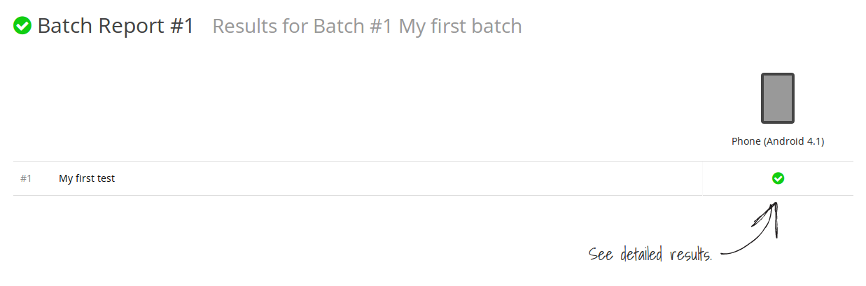 Batch Report #1 Results for Batch #1 My first batch
Phone (Android 4.1)
#1 My first test
See detailed results.